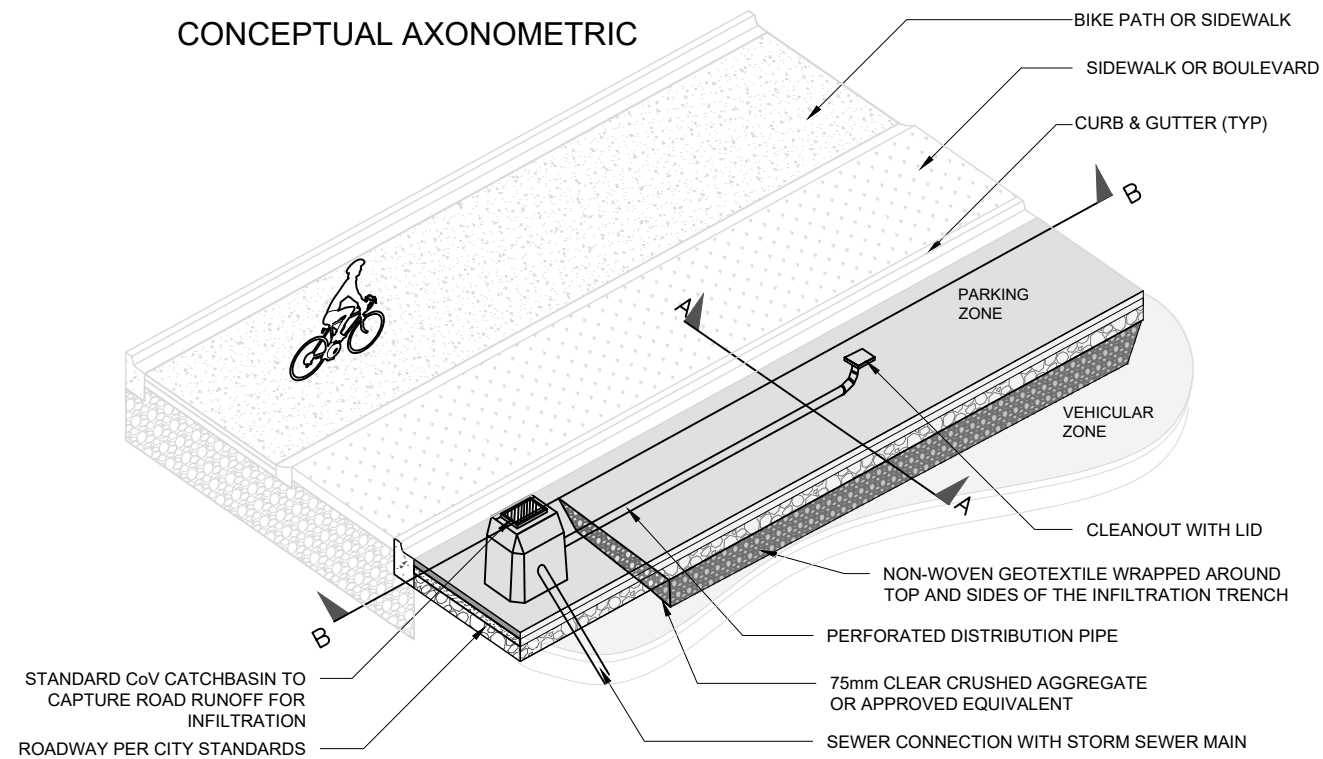 CONCEPTUAL AXONOMETRIC
BIKE PATH OR SIDEWALK
SIDEWALK OR BOULEVARD
CURB & GUTTER (TYP)
B
A
PARKING
ZONE
VEHICULAR
ZONE
A
B
CLEANOUT WITH LID
NON-WOVEN GEOTEXTILE WRAPPED AROUND
TOP AND SIDES OF THE INFILTRATION TRENCH
PERFORATED DISTRIBUTION PIPE
75mm CLEAR CRUSHED AGGREGATE
OR APPROVED EQUIVALENT
SEWER CONNECTION WITH STORM SEWER MAIN
STANDARD CoV CATCHBASIN TO
CAPTURE ROAD RUNOFF FOR
INFILTRATION
ROADWAY PER CITY STANDARDS